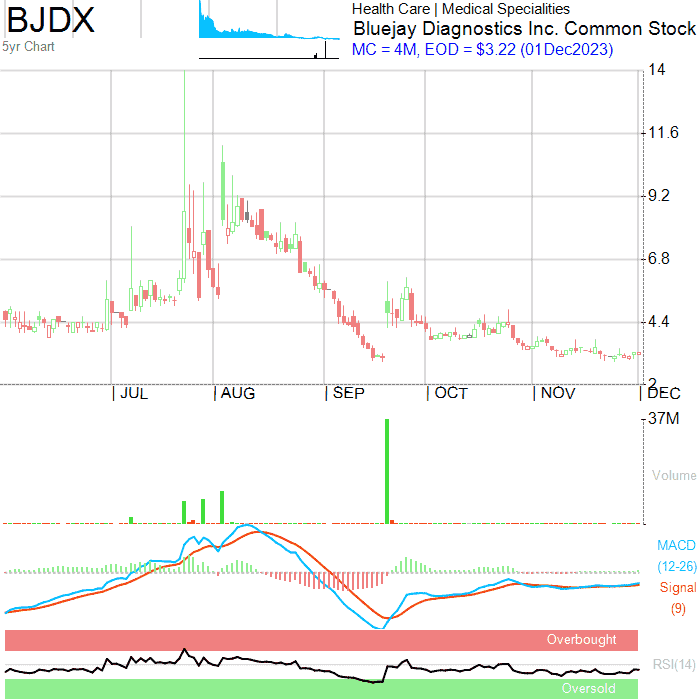 BJDX
5yr Chart
Health Care | Medical Specialities
Bluejay Diagnostics Inc. Common Stock
MC = 4M, EOD = $3.22 (01Dec2023)
14
11.6
9.2
6.8
4.4
2
JUL
AUG
SEP
OCT
NOV
DEC
37M
Volume
MACD
(12-26)
Signal
(9)
Overbought
RSI(14)
Oversold